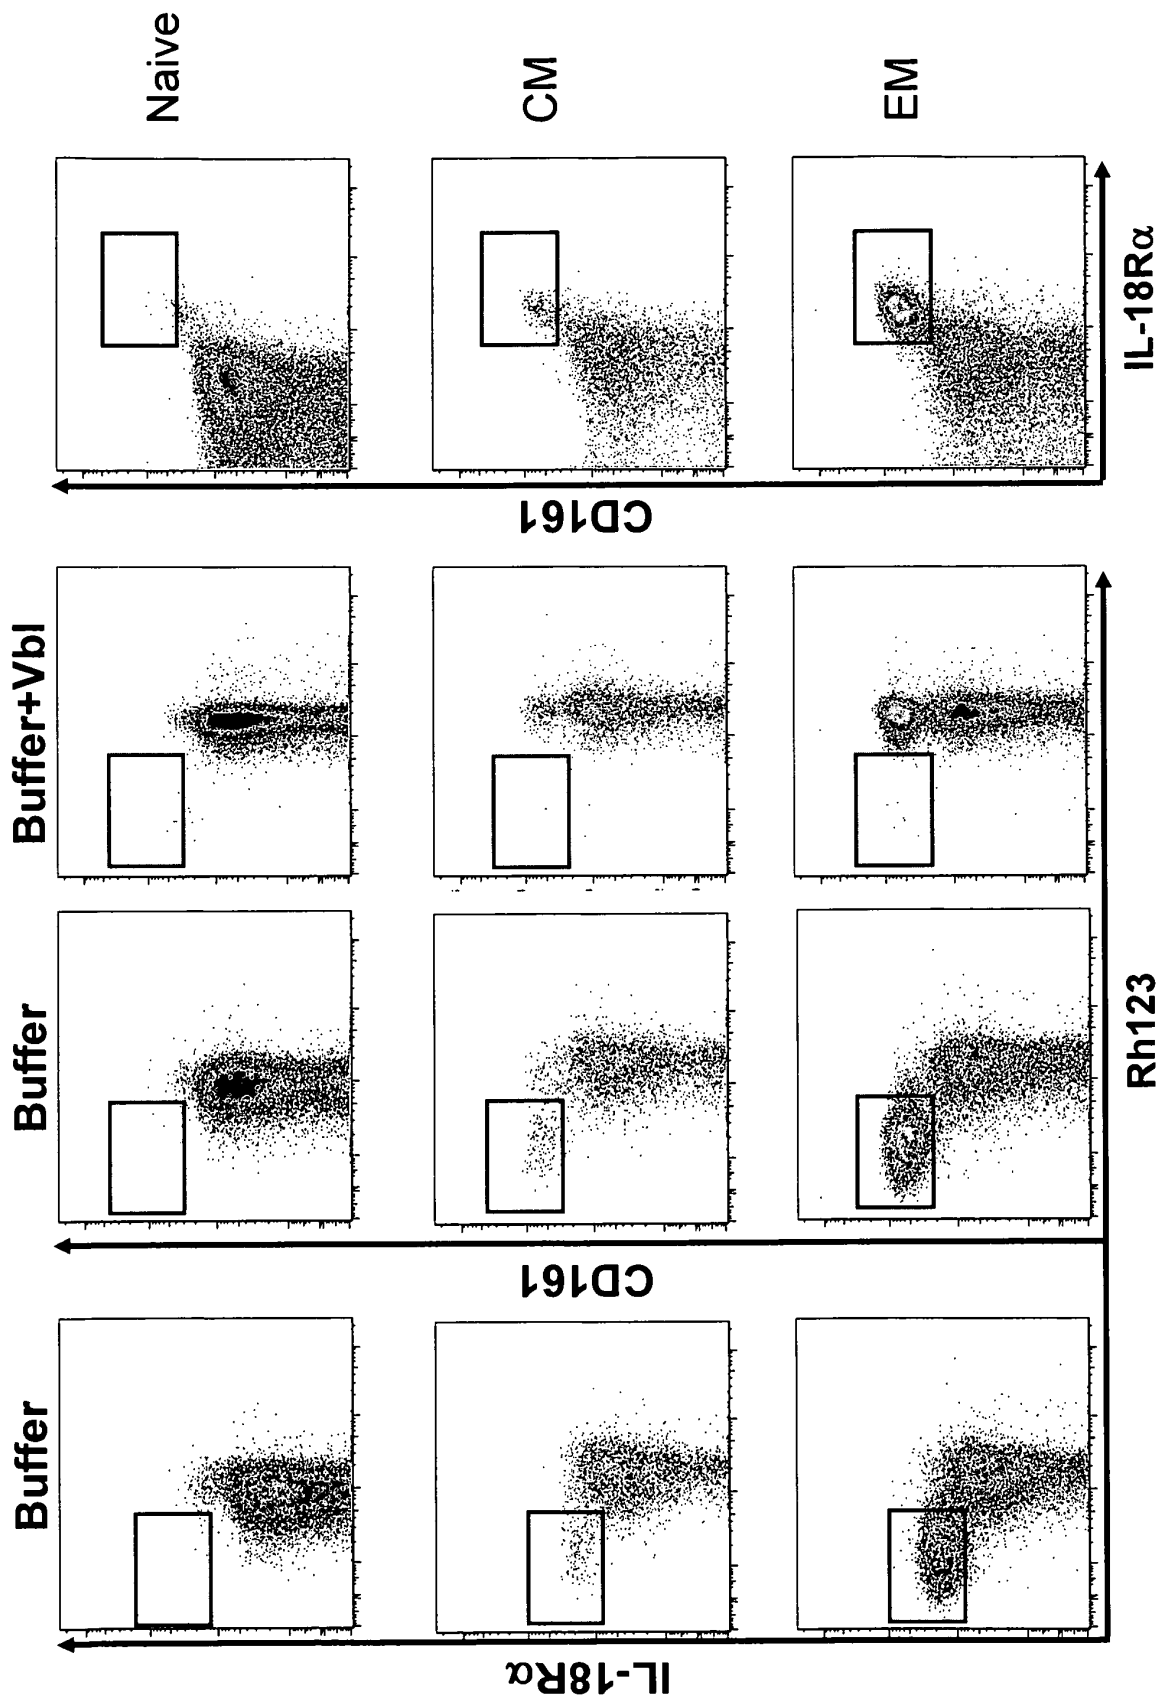 Buffer
Buffer
Buffer+Vbl
Naive
CM
EM
IL-18Rα
CD161
CD161
Rh123
IL-18Rα